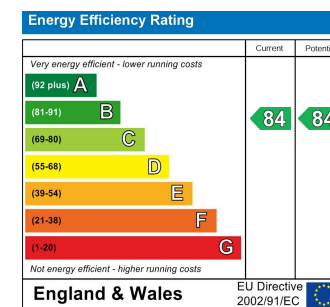 Energy Efficiency Rating
Current Potenti
Very energy efficient - lower running costs
(92 plus) A
(81-91) B
84 84
(69-80) C
(55-68) D
(39-54) E
(21-38) F
(1-20) G
Not energy efficient - higher running costs
England & Wales
EU Directive
2002/91/EC